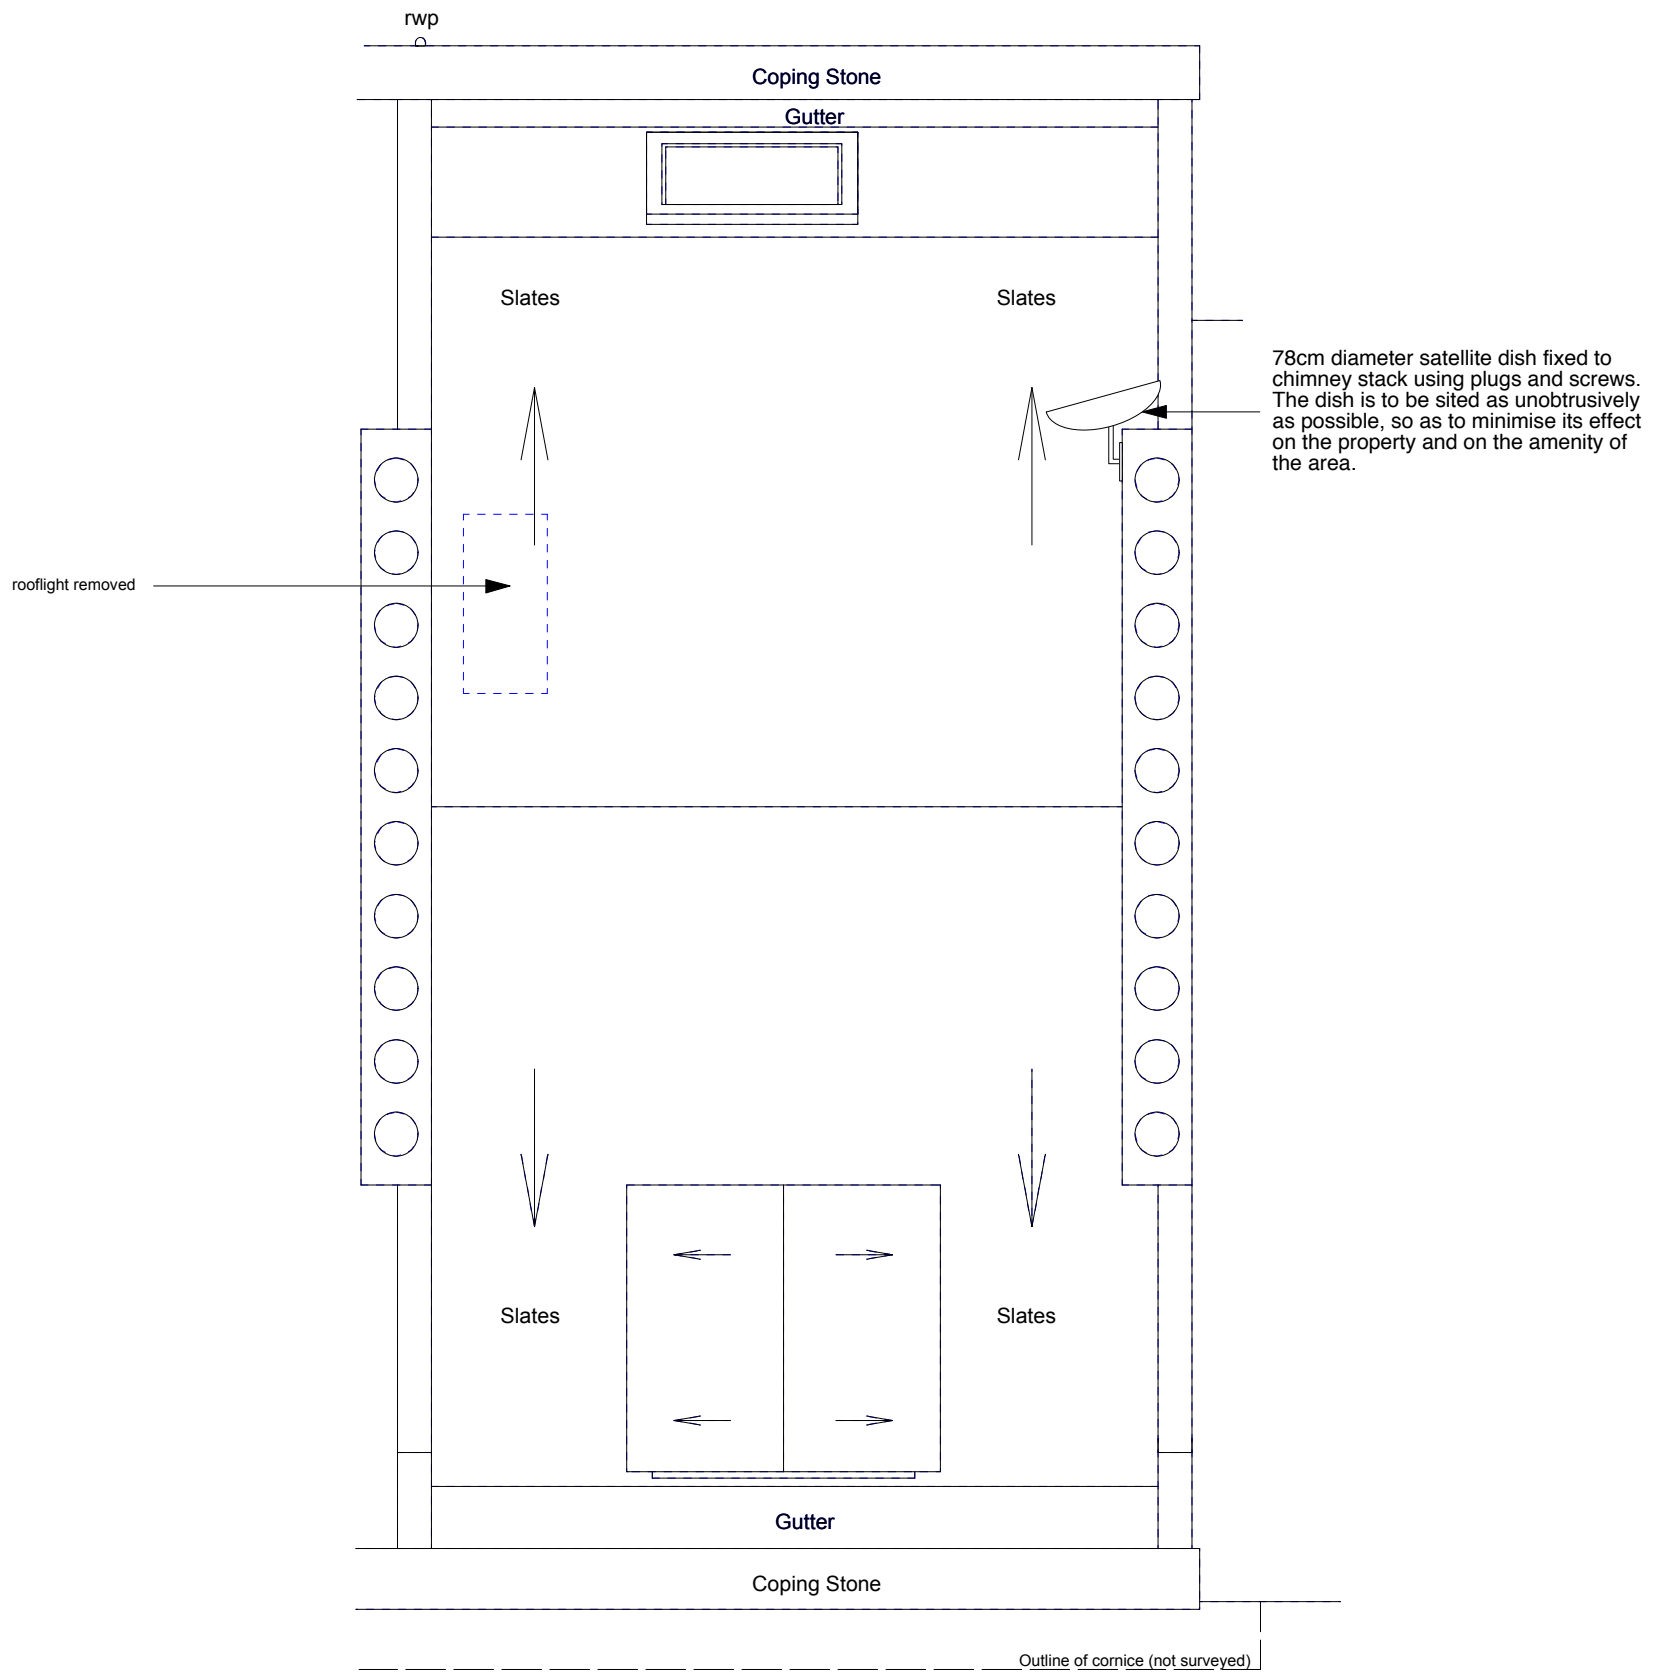 rwp
Coping Stone
Gutter
Slates
Slates
78cm diameter satellite dish fixed to
chimney stack using plugs and screws.
The dish is to be sited as unobtrusively
as possible, so as to minimise its effect
on the property and on the amenity of
the area.
rooflight removed
Slates
Slates
Gutter
Coping Stone
Outline of cornice (not surveyed)